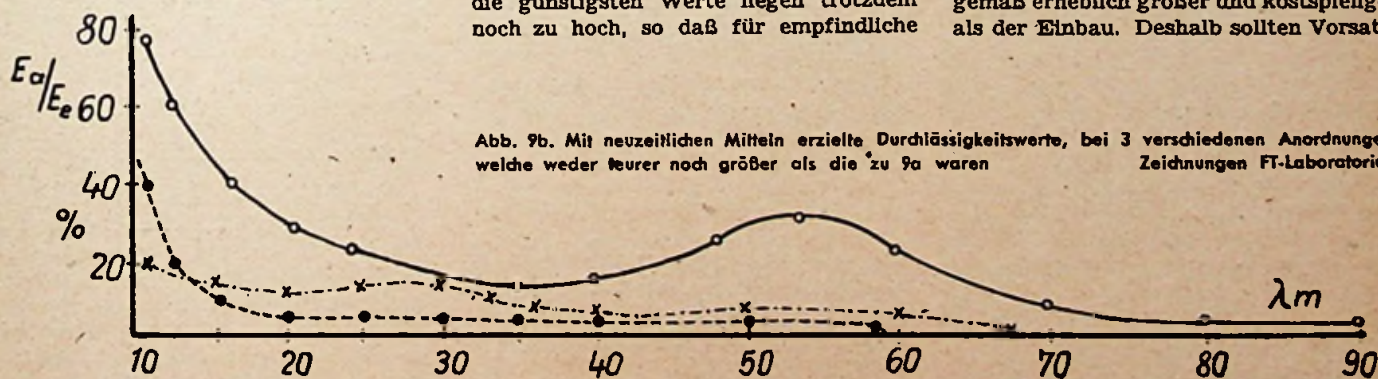 die günstigsten Werte liegen trotzdem
noch zu hoch, so daß für empfindliche
gemäß erheblich größer und kostspielig
als der Einbau. Deshalb sollten Vorsat
80
Ea/Ee 60
40
%
20
Abb. 9b. Mit neuzeitlichen Mitteln erzielte Durchlässigkeitswerte, bei 3 verschiedenen Anordnunge
welche weder teurer noch größer als die zu 9a waren
Zeichnungen FT-Laboratori
λm
10 20 30 40 50 60 70 80 90